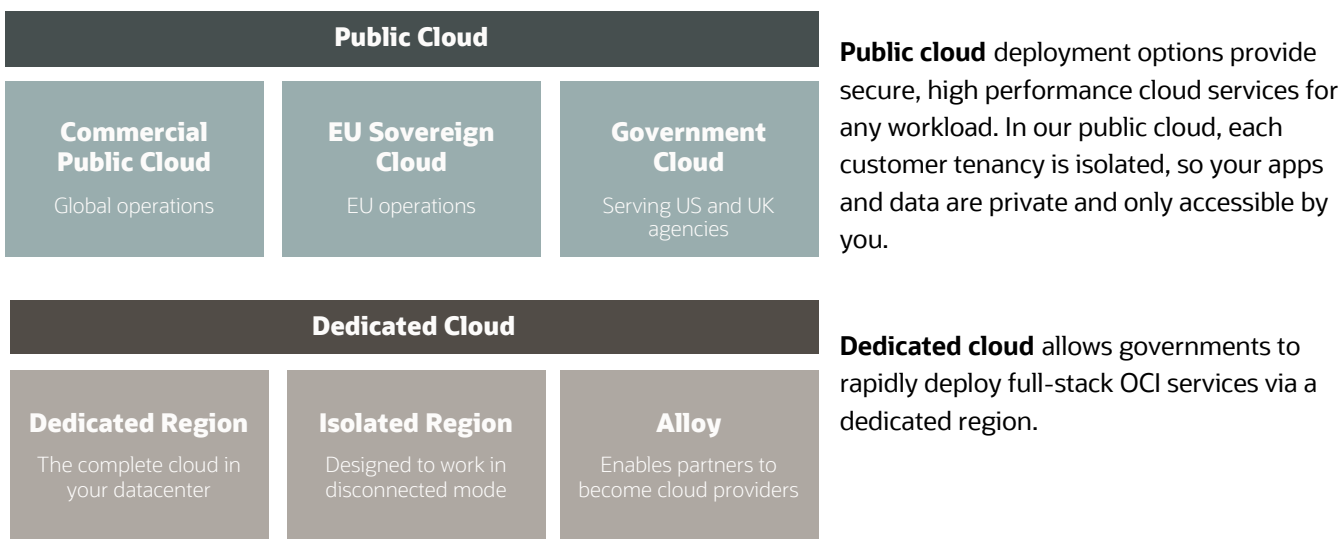 Public Cloud
Commercial
Public Cloud
Global operations
EU Sovereign
Cloud
EU operations
Government
Cloud
Serving US and UK
agencies
Public cloud deployment options provide
secure, high performance cloud services for
any workload. In our public cloud, each
customer tenancy is isolated, so your apps
and data are private and only accessible by
you.
Dedicated Cloud
Dedicated Region
The complete cloud in
your datacenter
Isolated Region
Designed to work in
disconnected mode
Alloy
Enables partners to
become cloud providers
Dedicated cloud allows governments to
rapidly deploy full-stack OCI services via a
dedicated region.